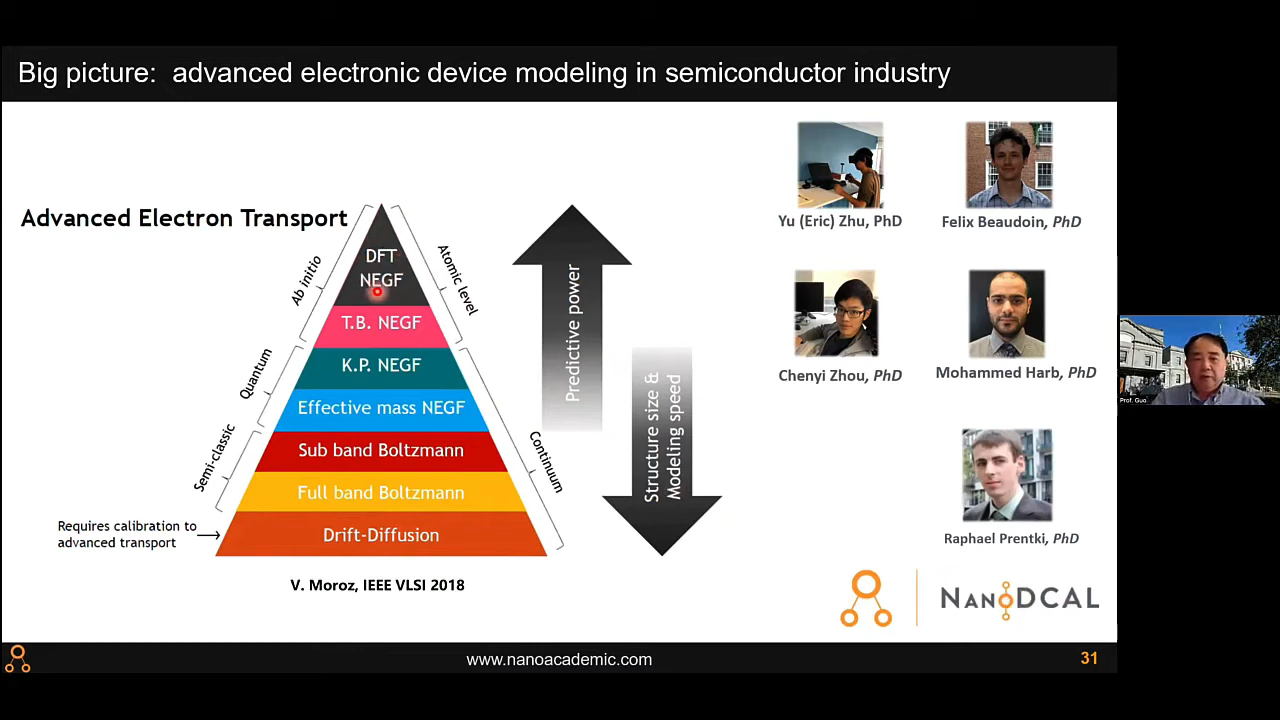 Big picture: advanced electronic device modeling in semiconductor industry
Advanced Electron Transport
Ab initio
Quantum
Semi-classic
Requires calibration to
advanced transport
DFT
NEGF
T.B. NEGF
K.P. NEGF
Effective mass NEGF
Sub band Boltzmann
Full band Boltzmann
Drift-Diffusion
Atomic level
Continuum
V. Moroz, IEEE VLSI 2018
Predictive power
Structure size &
Modeling speed
Yu (Eric) Zhu, PhD
Felix Beaudoin, PhD
Chenyi Zhou, PhD
Mohammed Harb, PhD
Raphael Prentki, PhD
NANODCAL
www.nanoacademic.com
31
Prof. Guo